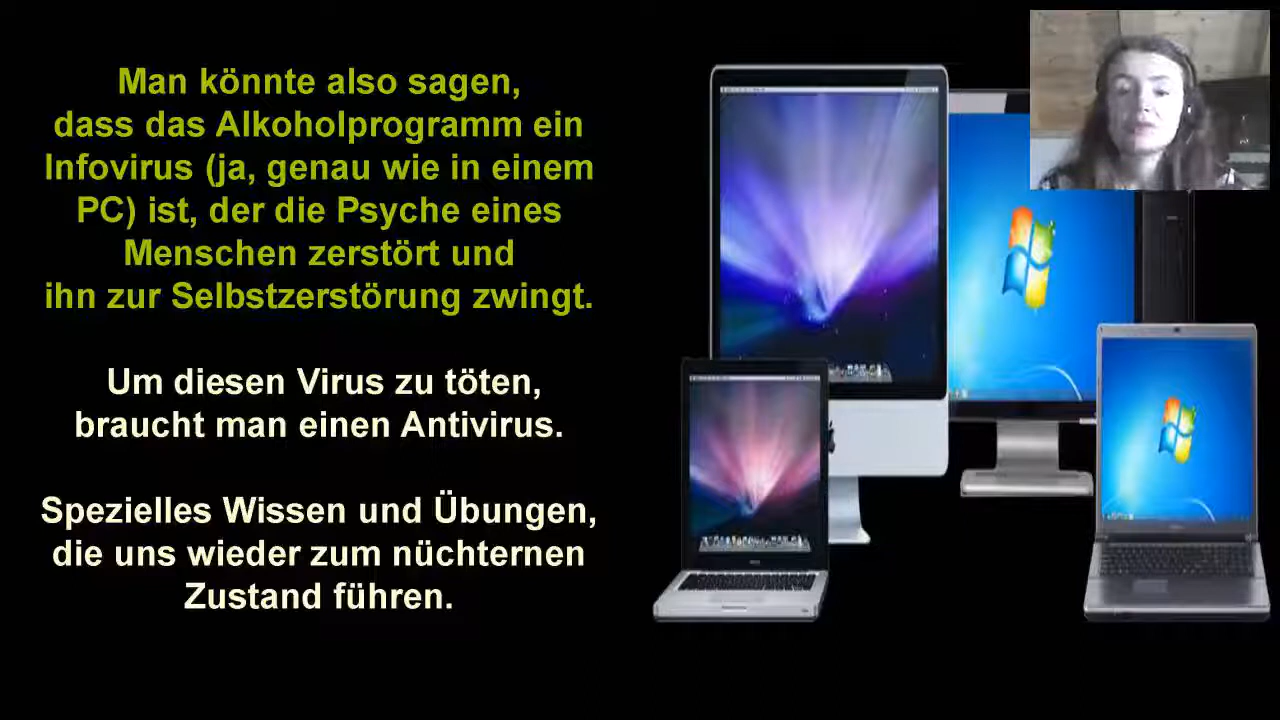 Man könnte also sagen,
dass das Alkoholprogramm ein
Infovirus (ja, genau wie in einem
PC) ist, der die Psyche eines
Menschen zerstört und
ihn zur Selbstzerstörung zwingt.
Um diesen Virus zu töten,
braucht man einen Antivirus.
Spezielles Wissen und Übungen,
die uns wieder zum nüchternen
Zustand führen.